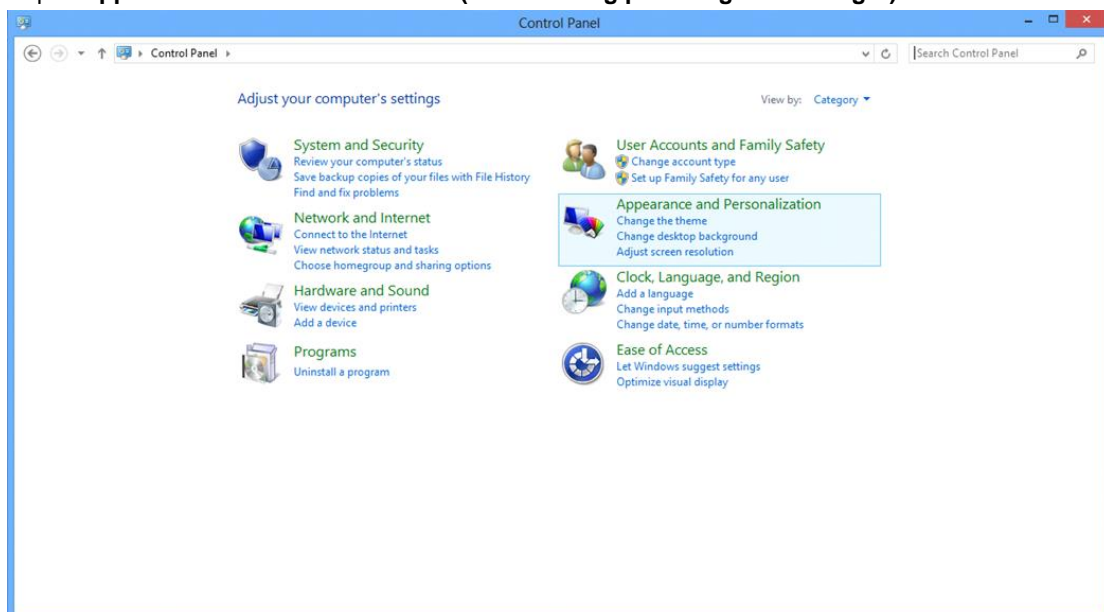 Control Panel
Control Panel
Search Control Panel
Adjust your computer's settings
View by: Category
System and Security
Review your computer's status
Save backup copies of your files with File History
Find and fix problems
Network and Internet
Connect to the Internet
View network status and tasks
Choose homegroup and sharing options
Hardware and Sound
View devices and printers
Add a device
Programs
Uninstall a program
User Accounts and Family Safety
Change account type
Set up Family Safety for any user
Appearance and Personalization
Change the theme
Change desktop background
Adjust screen resolution
Clock, Language, and Region
Add a language
Change input methods
Change date, time, or number formats
Ease of Access
Let Windows suggest settings
Optimize visual display